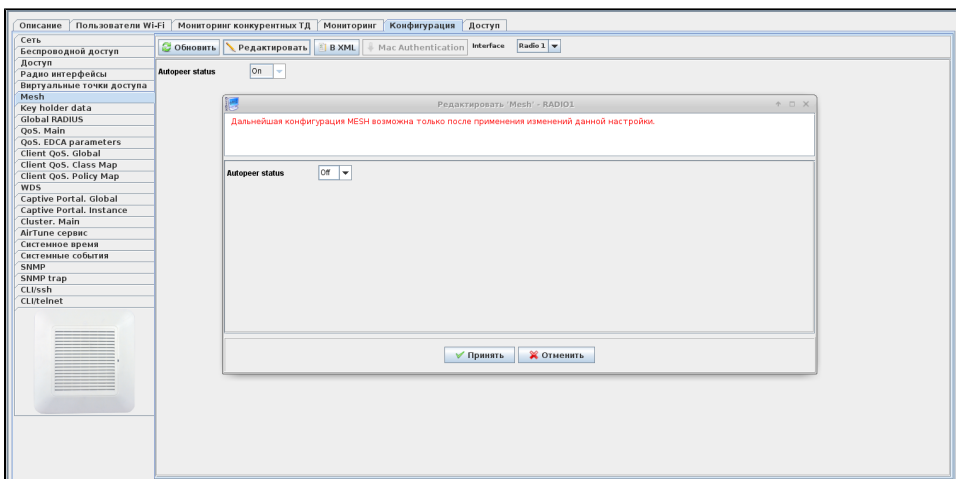 Описание Пользователи Wi-Fi Мониторинг конкурентных ТД Мониторинг Конфигурация Доступ
Сеть
Беспроводной доступ
Доступ
Радио интерфейсы
Виртуальные точки доступа
Mesh
Key holder data
Global RADIUS
QoS. Main
QoS. EDCA parameters
Client QoS. Global
Client QoS. Class Map
Client QoS. Policy Map
WDS
Captive Portal. Global
Captive Portal. Instance
Cluster. Main
AirTune сервис
Системное время
Системные события
SNMP
SNMP trap
CLI/ssh
CLI/telnet
Обновить Редактировать В XML Mac Authentication Interface Radio 1
Autopeer status On
Редактировать 'Mesh' - RADIO1
Дальнейшая конфигурация MESH возможна только после применения изменений данной настройки.
Autopeer status Off
Принять Отменить